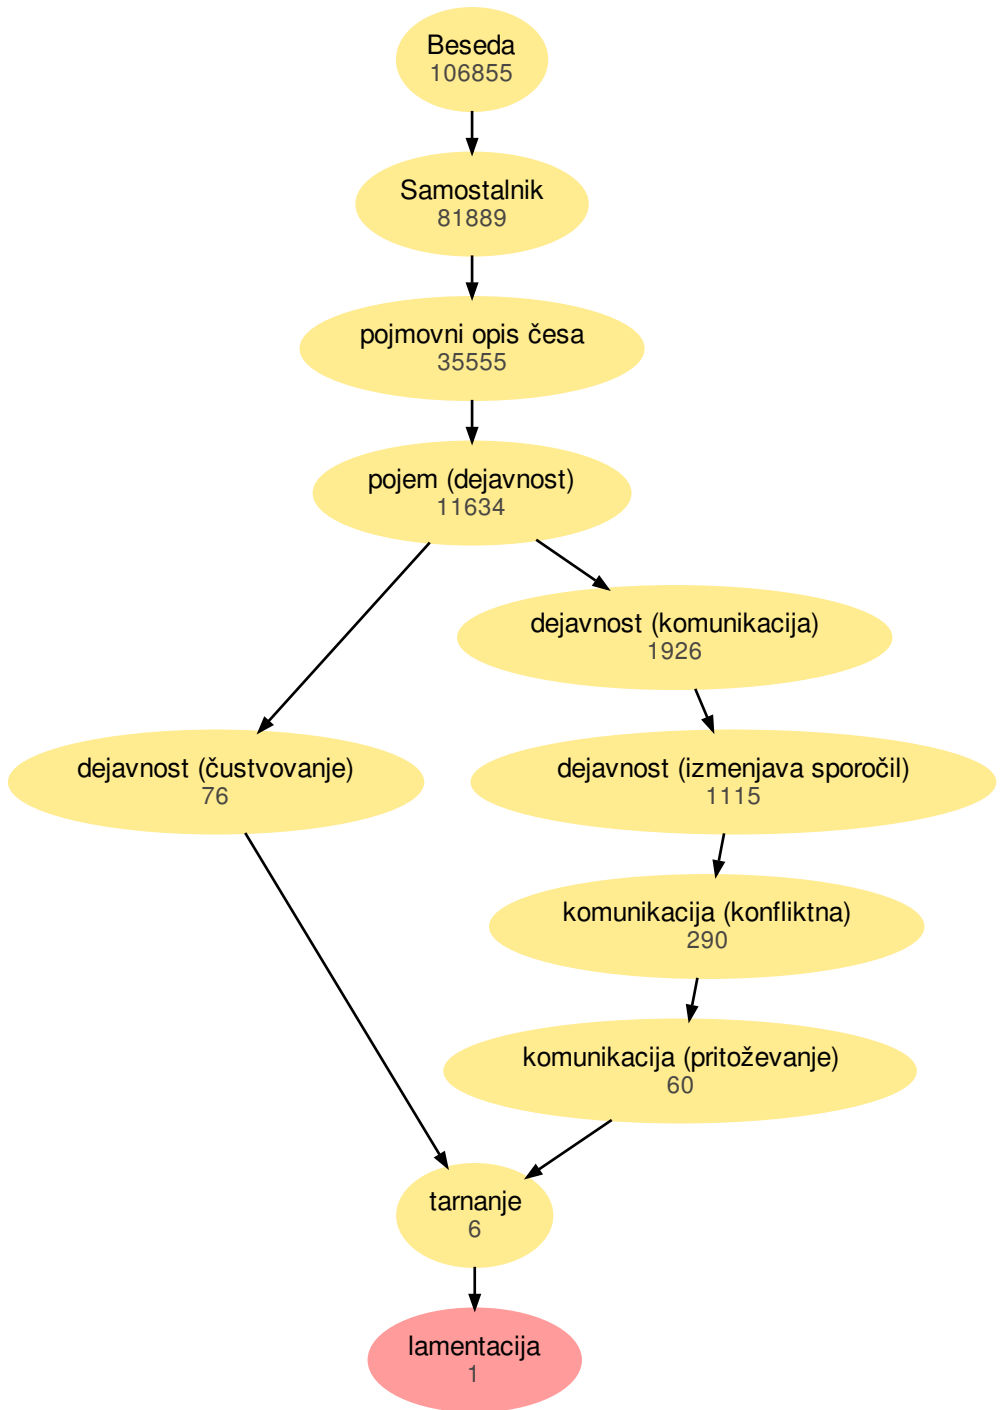 Beseda
106855
Samostalnik
81889
pojmovni opis česa
35555
pojem (dejavnost)
11634
dejavnost (komunikacija)
1926
dejavnost (čustvovanje)
76
dejavnost (izmenjava sporočil)
1115
komunikacija (konfliktna)
290
komunikacija (pritoževanje)
60
tarnanje
6
lamentacija
1